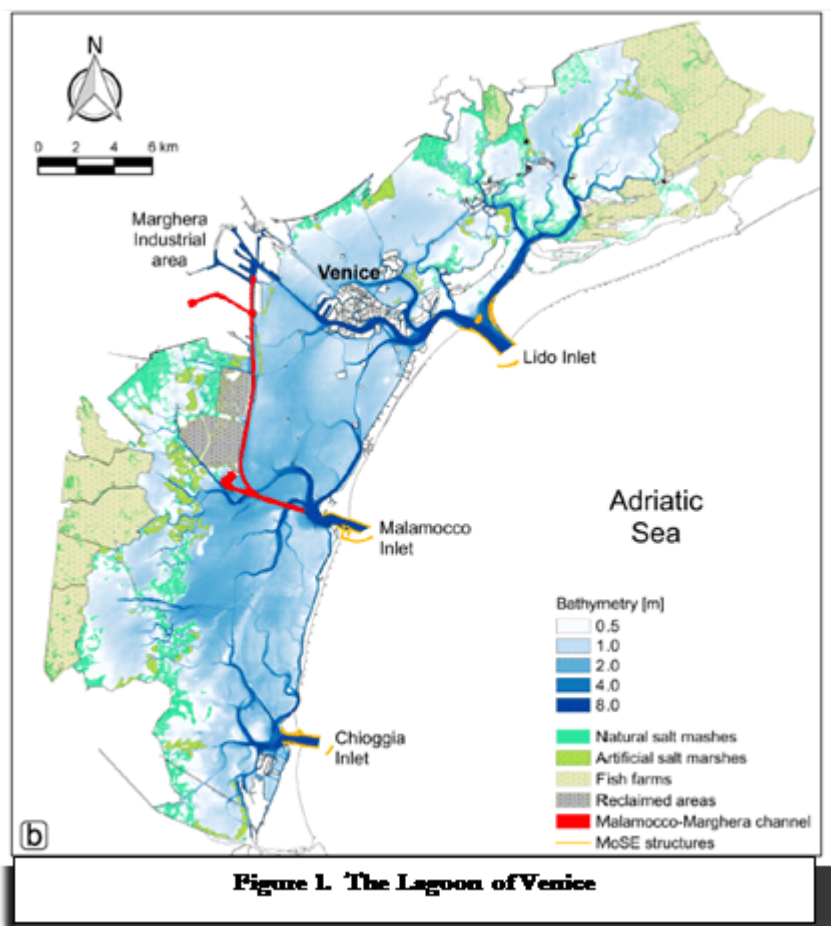 N
0 2 4 6 km
Marghera
Industrial
area
Venice
Lido Inlet
Adriatic
Sea
Malamocco
Inlet
Bathymetry [m]
0.5
1.0
2.0
4.0
8.0
Chioggia
Inlet
Natural salt mashes
Artificial salt marshes
Fish farms
Reclaimed areas
Malamocco-Marghera channel
MoSE structures
b
Figure 1. The Lagoon of Venice